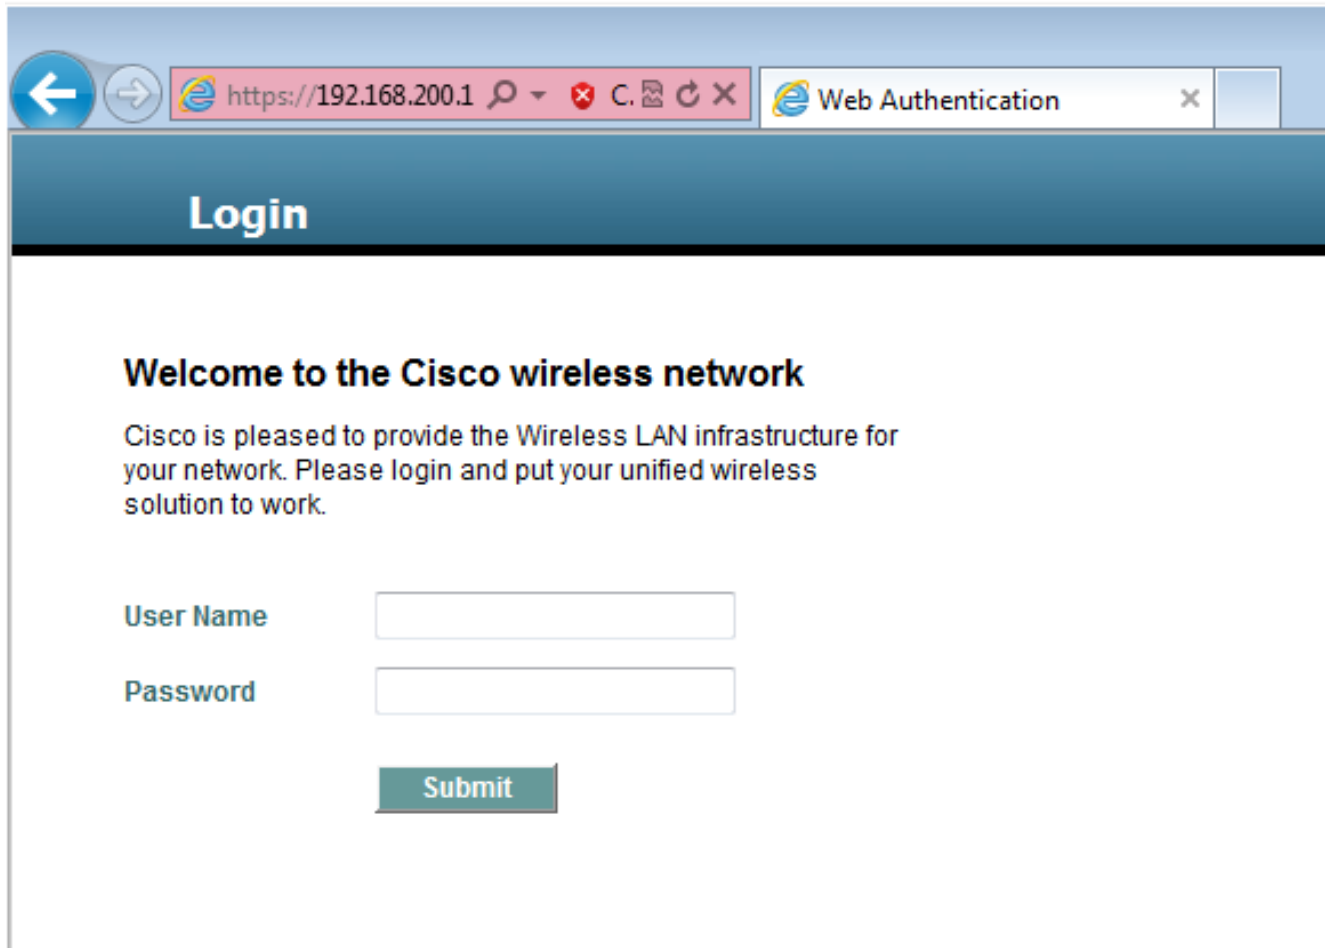 https://192.168.200.1 C.
Web Authentication
Login
Welcome to the Cisco wireless network
Cisco is pleased to provide the Wireless LAN infrastructure for
your network. Please login and put your unified wireless
solution to work.
User Name
Password
Submit